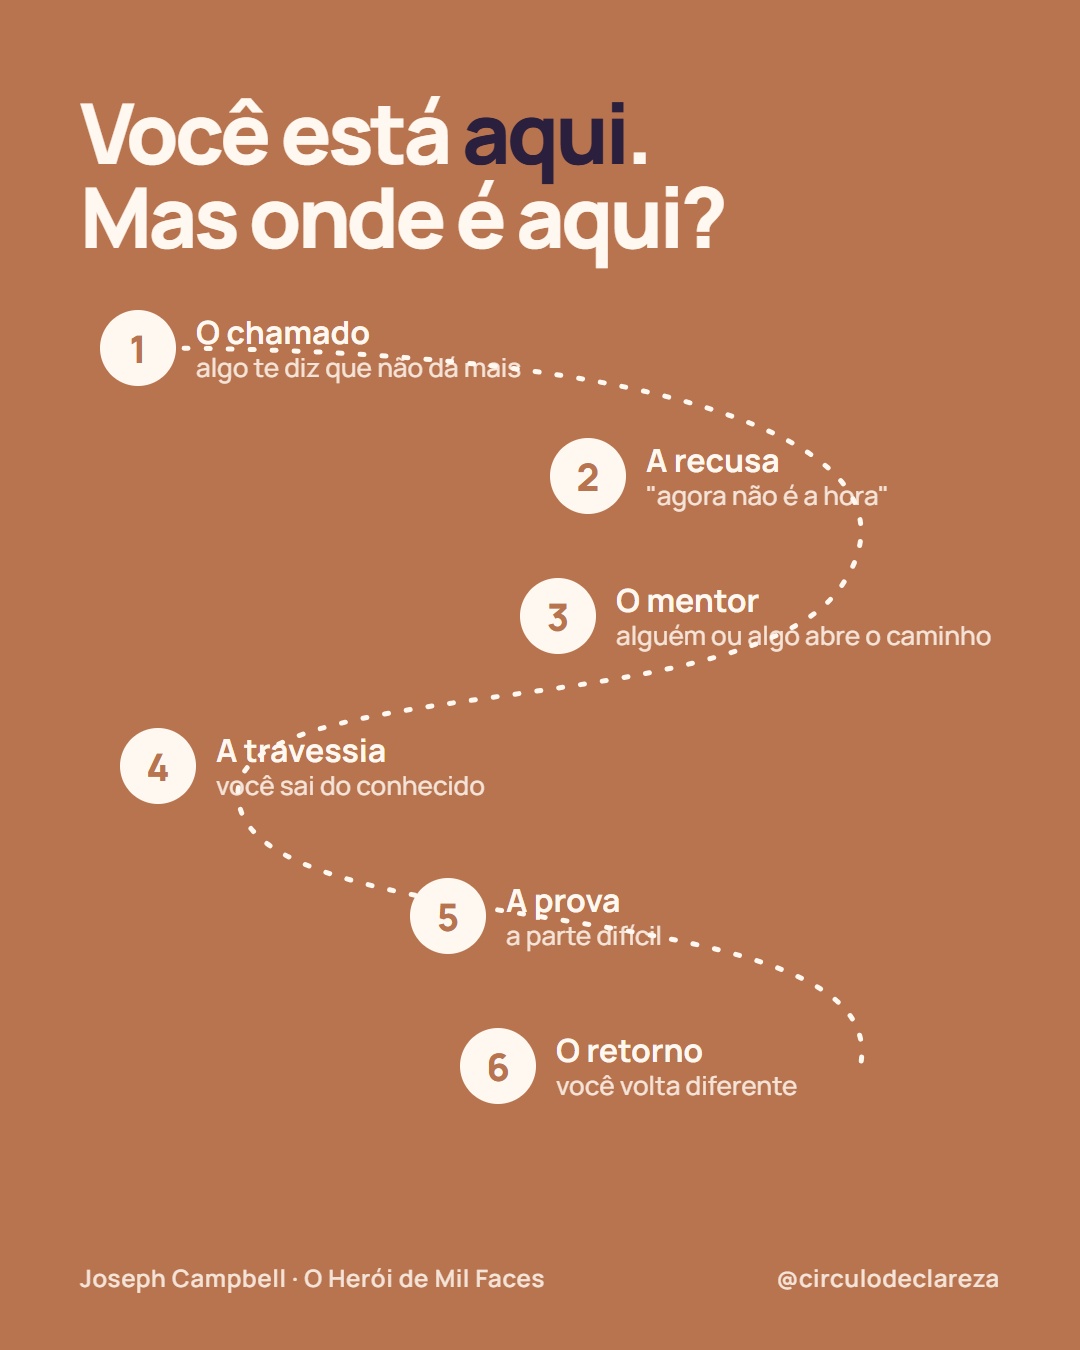 Você está aqui.
Mas onde é aqui?
1
O chamado
algo te diz que não dá mais
2
A recusa
"agora não é a hora"
3
O mentor
alguém ou algo abre o caminho
4
A travessia
você sai do conhecido
5
A prova
a parte difícil
6
O retorno
você volta diferente
Joseph Campbell · O Herói de Mil Faces
@circulodeclareza